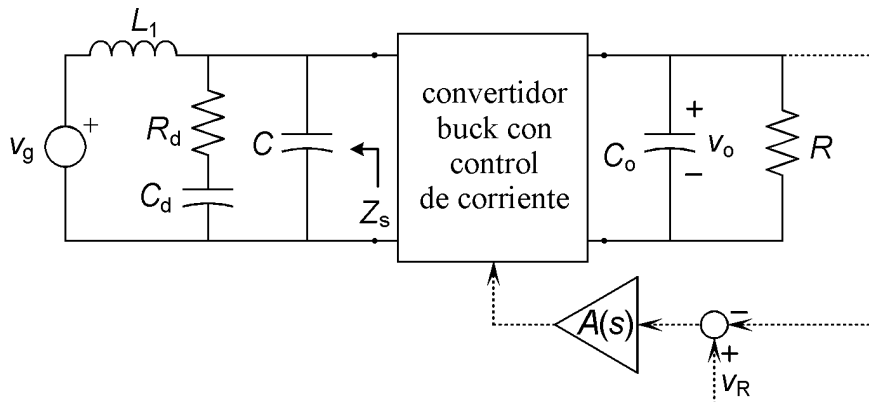 L1
vg
+
Rd
Cd
C
Zs
convertidor
buck con
control
de corriente
Co
+
vo
−
R
A(s)
−
+
vR